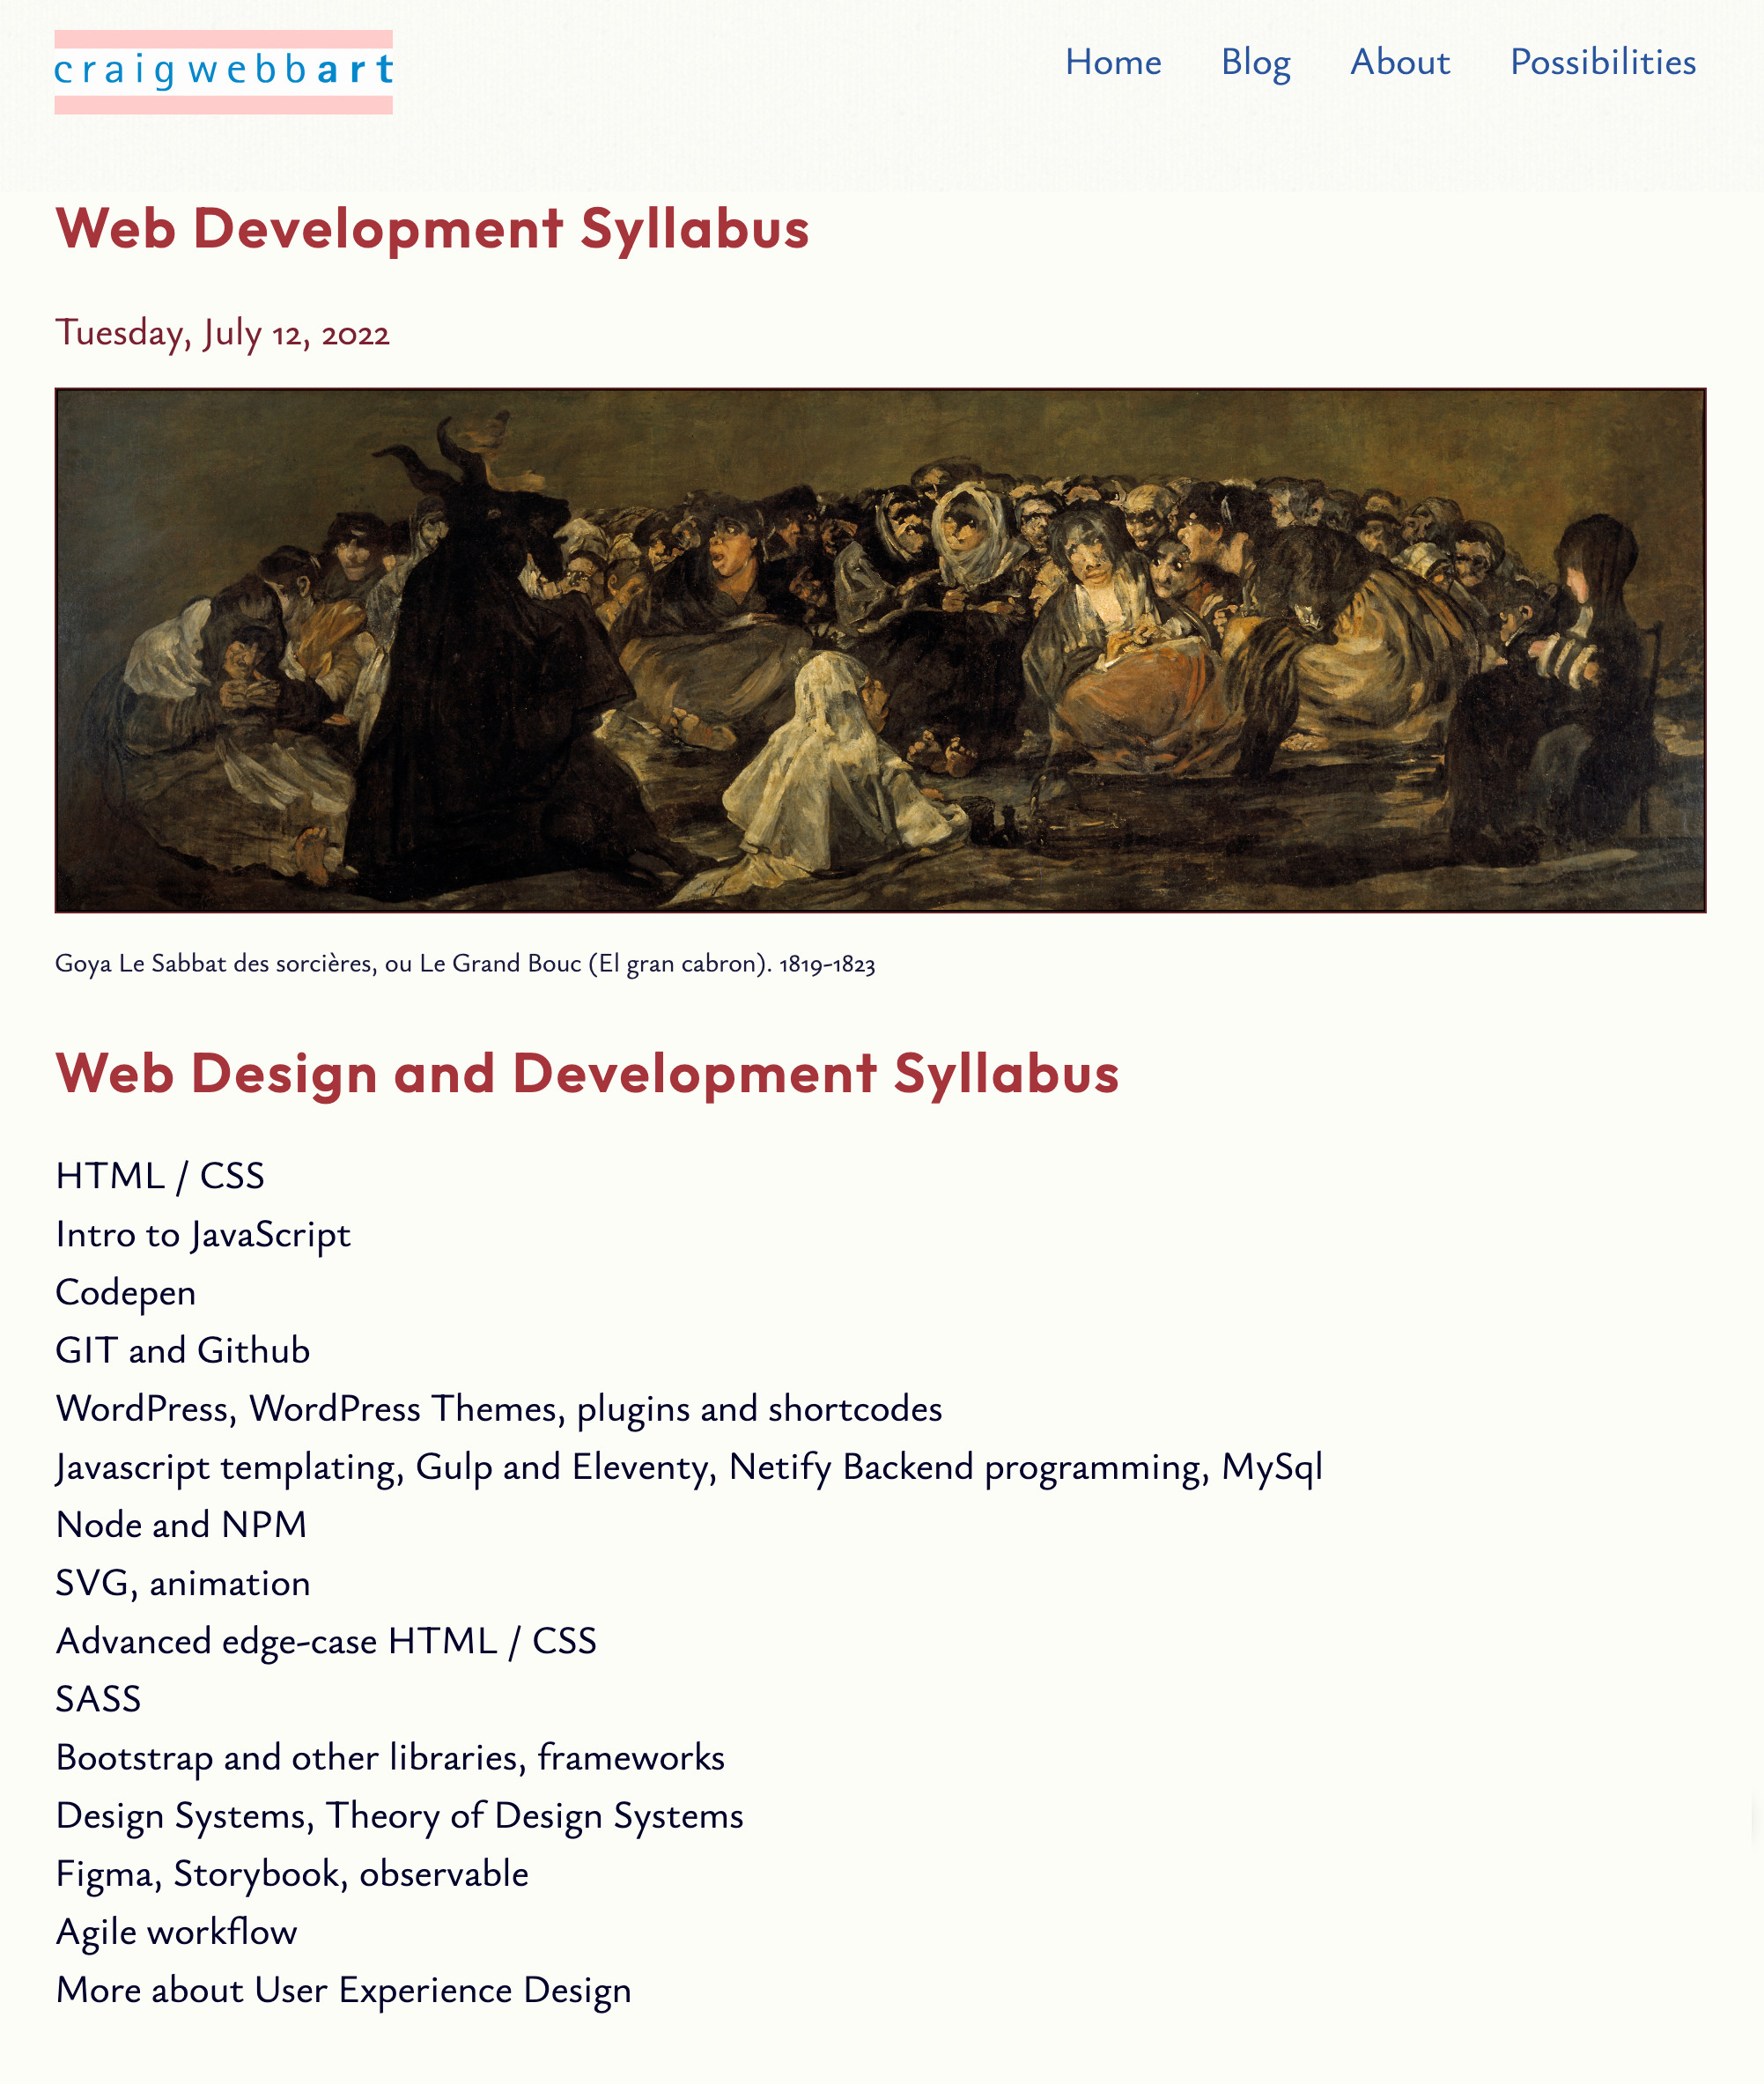 craigwebbart
Home Blog About Possibilities
Web Development Syllabus
Tuesday, July 12, 2022
Goya Le Sabbat des sorcières, ou Le Grand Bouc (El gran cabron). 1819-1823
Web Design and Development Syllabus
HTML / CSS
Intro to JavaScript
Codepen
GIT and Github
WordPress, WordPress Themes, plugins and shortcodes
Javascript templating, Gulp and Eleventy, Netify Backend programming, MySql
Node and NPM
SVG, animation
Advanced edge-case HTML / CSS
SASS
Bootstrap and other libraries, frameworks
Design Systems, Theory of Design Systems
Figma, Storybook, observable
Agile workflow
More about User Experience Design